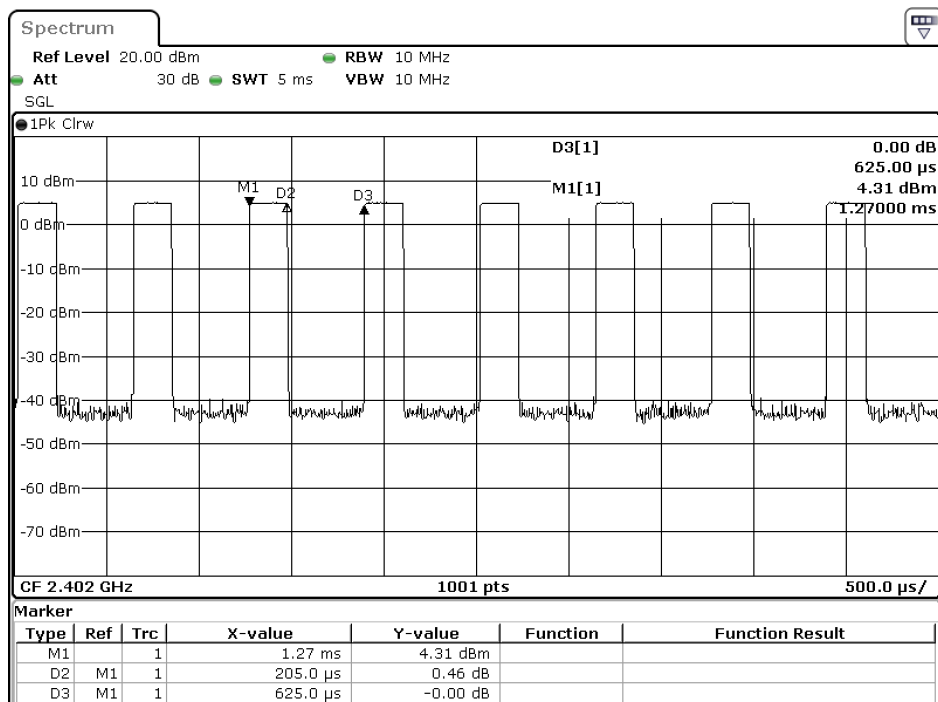 Spectrum
Ref Level 20.00 dBm RBW 10 MHz
Att 30 dB SWT 5 ms VBW 10 MHz
SGL
1Pk Clrw
D3[1] 0.00 dB
625.00 µs
10 dBm M1[1] 4.31 dBm
M1 D2 D3 1.27000 ms
0 dBm
-10 dBm
-20 dBm
-30 dBm
-40 dBm
-50 dBm
-60 dBm
-70 dBm
CF 2.402 GHz 1001 pts 500.0 µs/
Marker
Type Ref Trc X-value Y-value Function Function Result
M1 1 1.27 ms 4.31 dBm
D2 M1 1 205.0 µs 0.46 dB
D3 M1 1 625.0 µs -0.00 dB